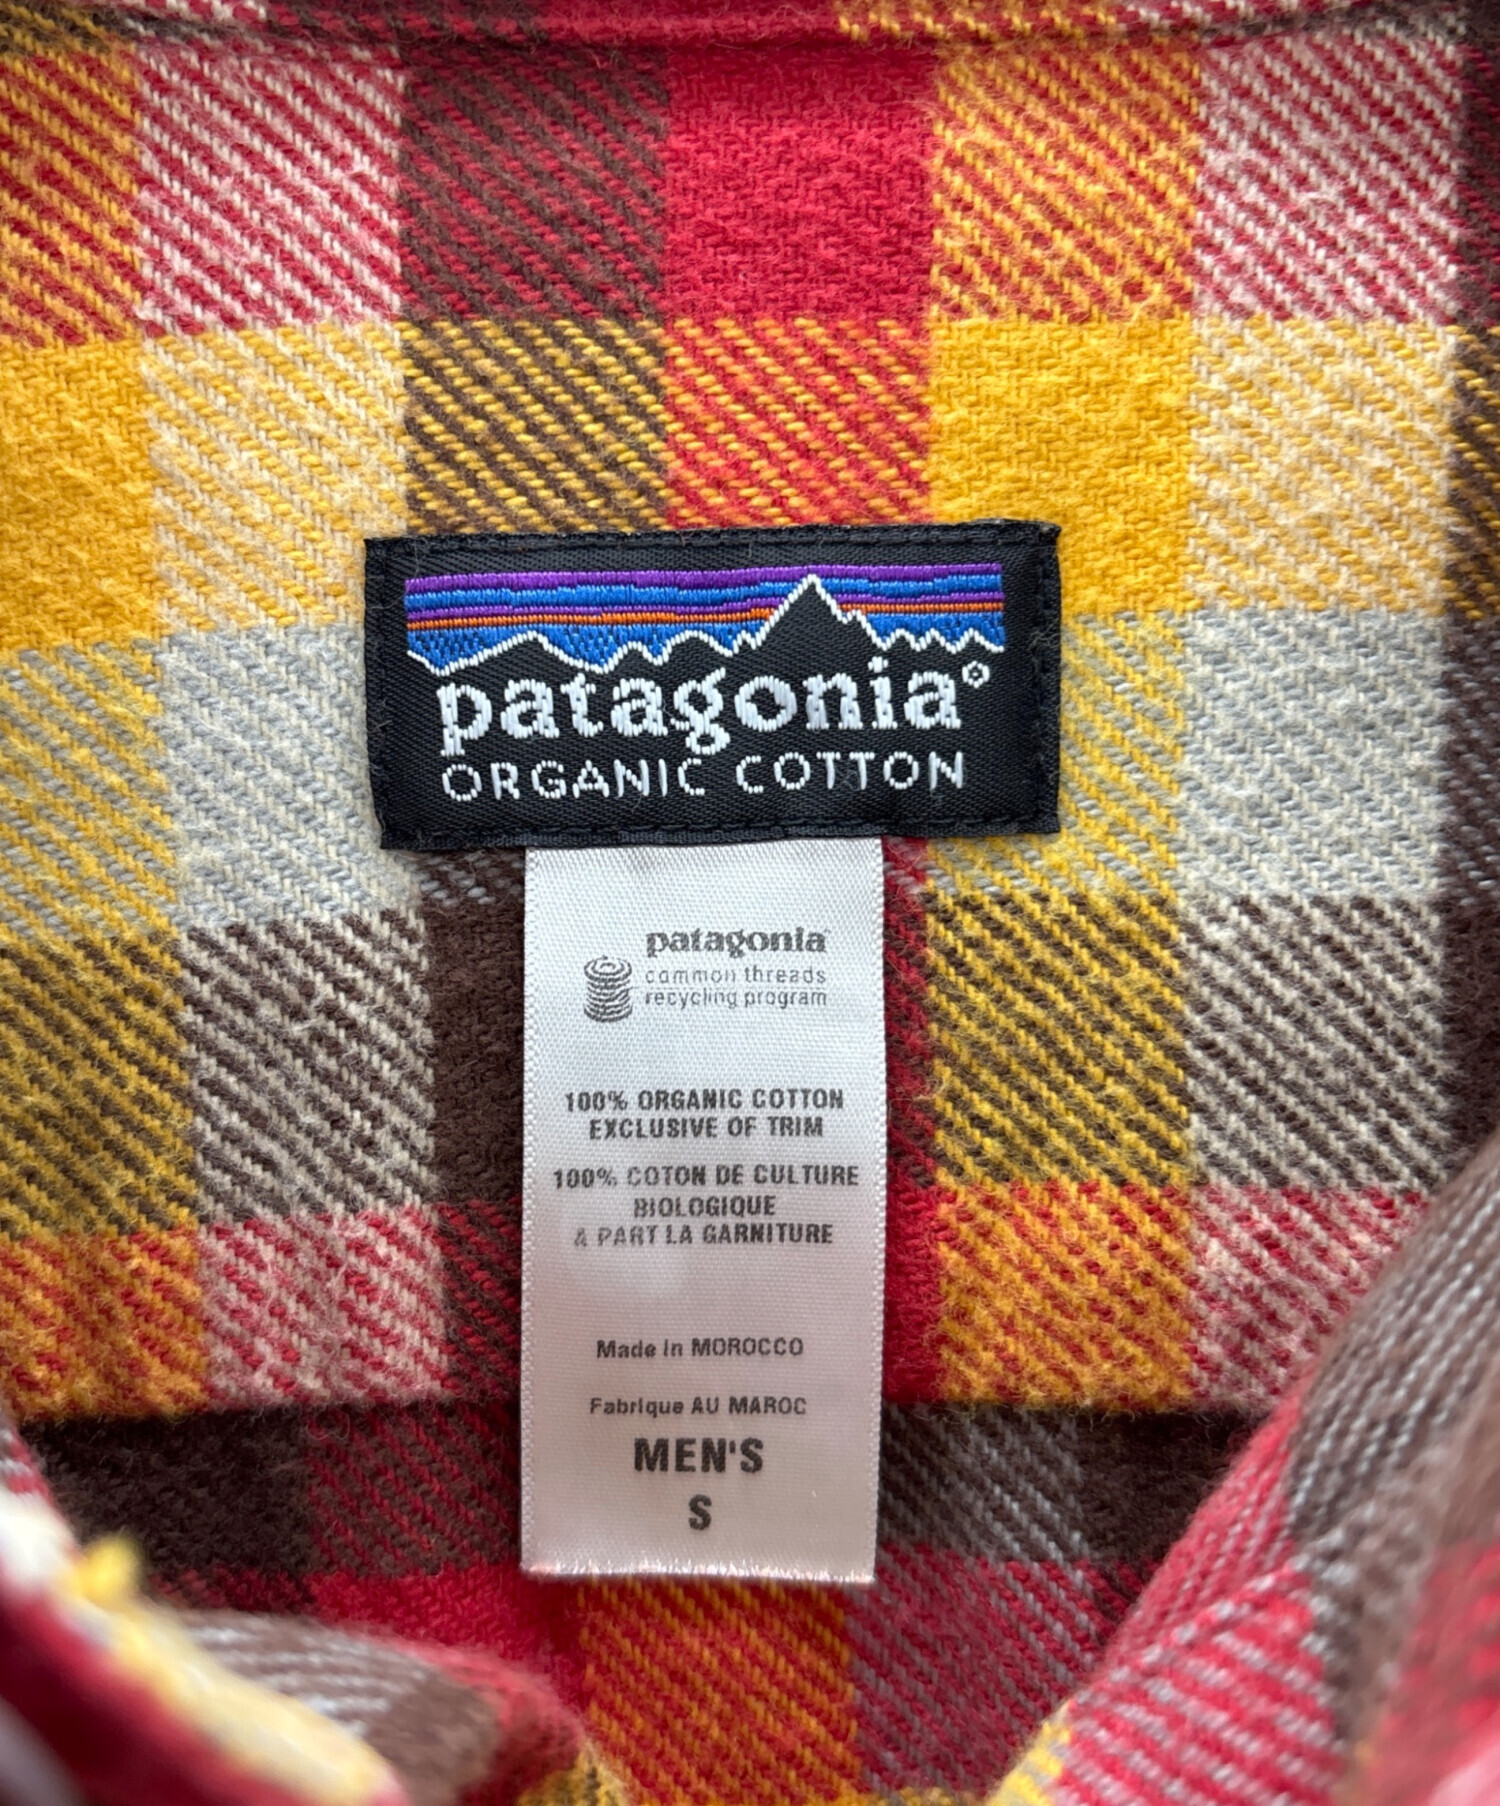 patagonia®
ORGANIC COTTON
patagonia
common threads
recycling program
100% ORGANIC COTTON
EXCLUSIVE OF TRIM
100% COTON DE CULTURE
BIOLOGIQUE
À PART LA GARNITURE
Made in MOROCCO
Fabrique AU MAROC
MEN'S
S